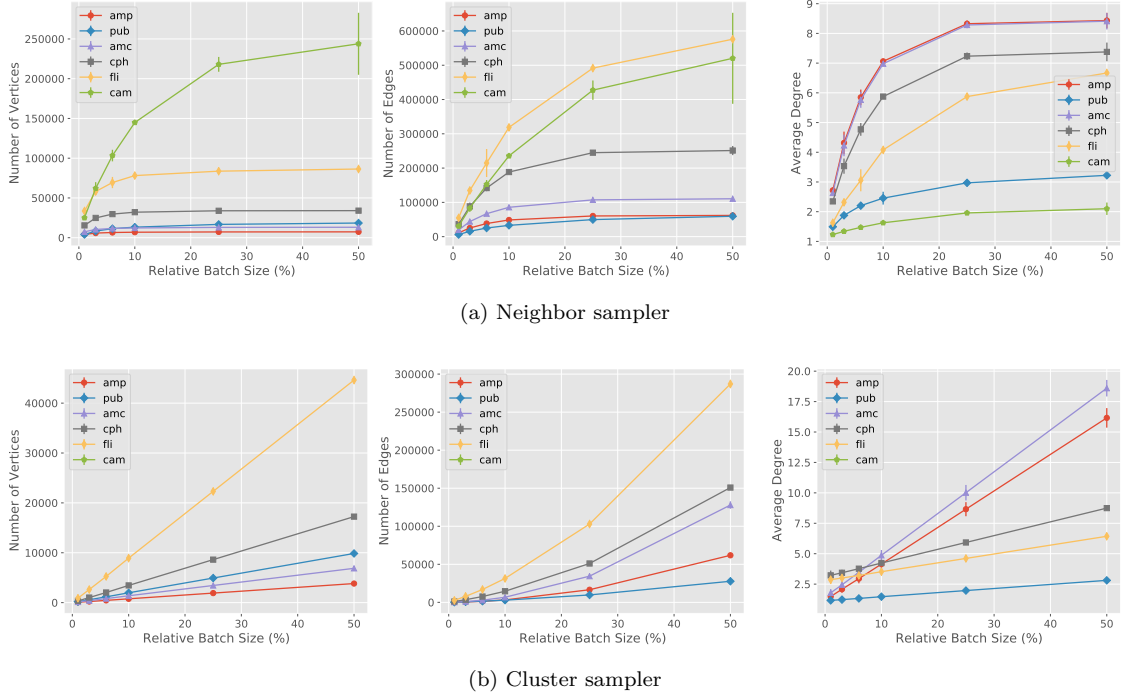 Number of Vertices
250000
200000
150000
100000
50000
0
amp
pub
amc
cph
fli
cam
0 10 20 30 40 50
Relative Batch Size (%)
Number of Edges
600000
500000
400000
300000
200000
100000
0
amp
pub
amc
cph
fli
cam
0 10 20 30 40 50
Relative Batch Size (%)
Average Degree
9
8
7
6
5
4
3
2
1
amp
pub
amc
cph
fli
cam
0 10 20 30 40 50
Relative Batch Size (%)
(a) Neighbor sampler
Number of Vertices
40000
30000
20000
10000
0
amp
pub
amc
cph
fli
cam
0 10 20 30 40 50
Relative Batch Size (%)
Number of Edges
300000
250000
200000
150000
100000
50000
0
amp
pub
amc
cph
fli
cam
0 10 20 30 40 50
Relative Batch Size (%)
Average Degree
20.0
17.5
15.0
12.5
10.0
7.5
5.0
2.5
amp
pub
amc
cph
fli
cam
0 10 20 30 40 50
Relative Batch Size (%)
(b) Cluster sampler